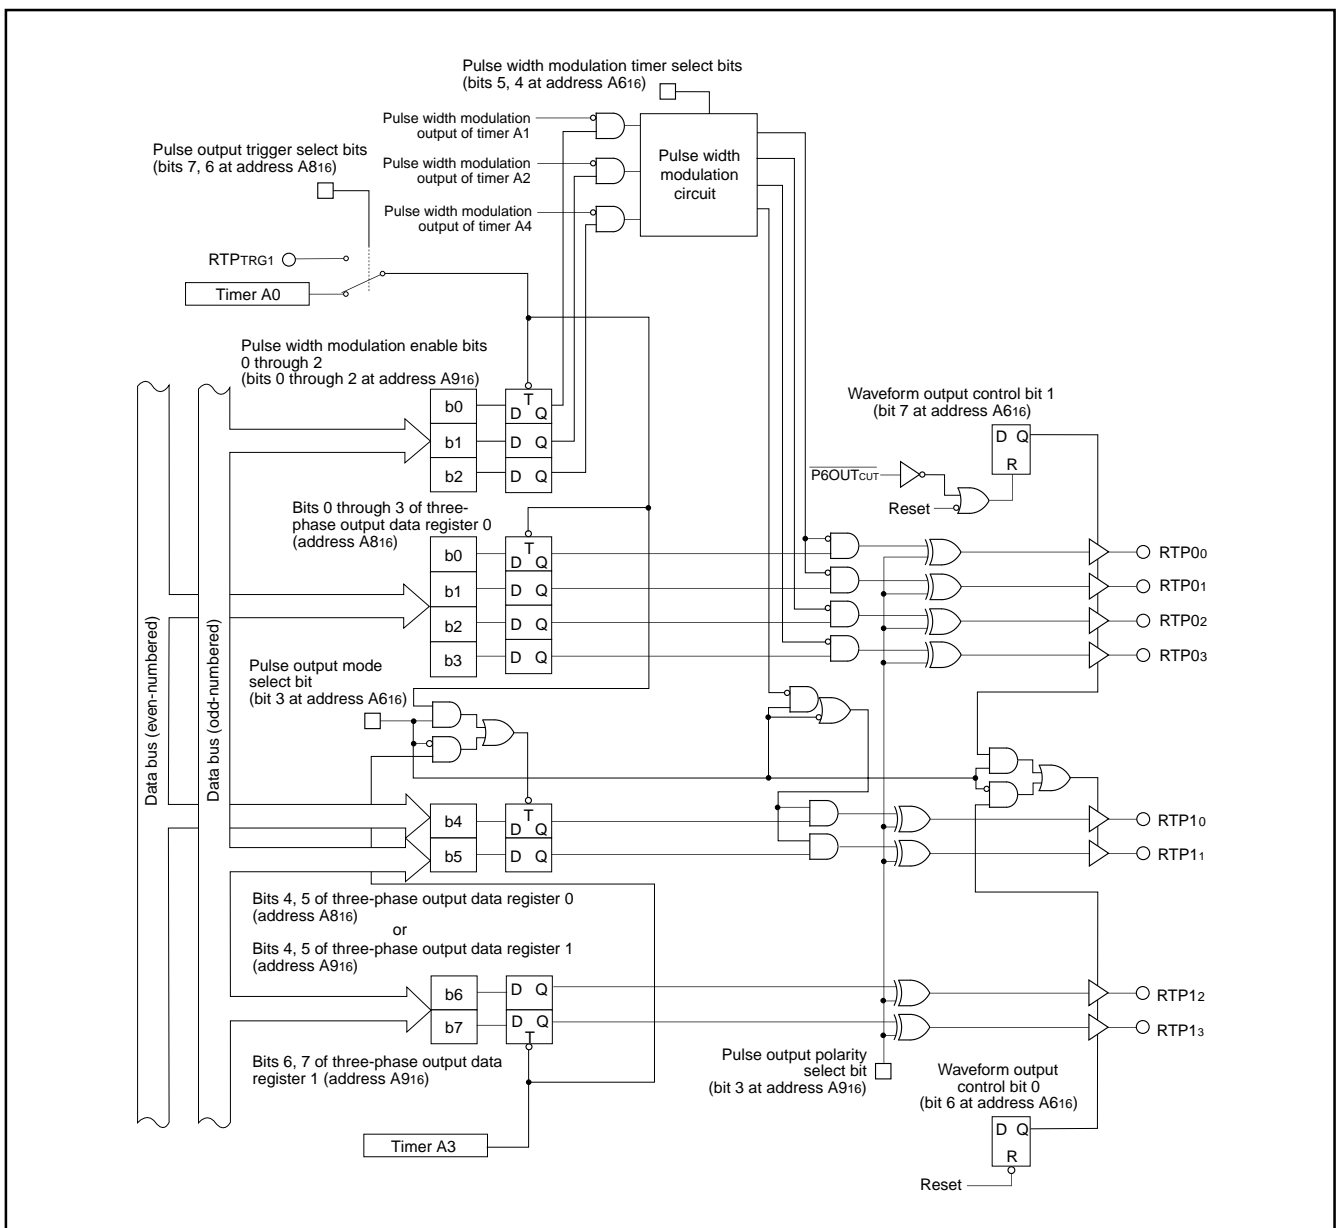 Pulse width modulation timer select bits
(bits 5, 4 at address A616)
Pulse width modulation
output of timer A1
Pulse output trigger select bits
(bits 7, 6 at address A816)
Pulse width modulation
output of timer A2
Pulse width
modulation
circuit
Pulse width modulation
output of timer A4
RTPTRG1
Timer A0
Pulse width modulation enable bits
0 through 2
(bits 0 through 2 at address A916)
b0
T
D Q
b1
D Q
b2
D Q
Waveform output control bit 1
(bit 7 at address A616)
D Q
R
P6OUTCUT
Reset
Bits 0 through 3 of three-
phase output data register 0
(address A816)
b0
T
D Q
b1
D Q
b2
D Q
b3
D Q
RTP00
RTP01
RTP02
RTP03
Data bus (even-numbered)
Data bus (odd-numbered)
Pulse output mode
select bit
(bit 3 at address A616)
b4
T
D Q
b5
D Q
RTP10
RTP11
Bits 4, 5 of three-phase output data register 0
(address A816)
or
Bits 4, 5 of three-phase output data register 1
(address A916)
b6
D Q
b7
D Q
T
RTP12
RTP13
Bits 6, 7 of three-phase output data
register 1 (address A916)
Pulse output polarity
select bit
(bit 3 at address A916)
Waveform output
control bit 0
(bit 6 at address A616)
D Q
R
Reset
Timer A3